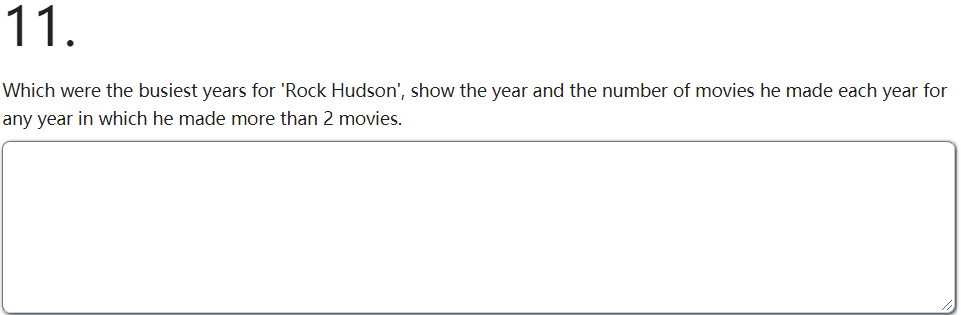 11.
Which were the busiest years for 'Rock Hudson', show the year and the number of movies he made each year for
any year in which he made more than 2 movies.